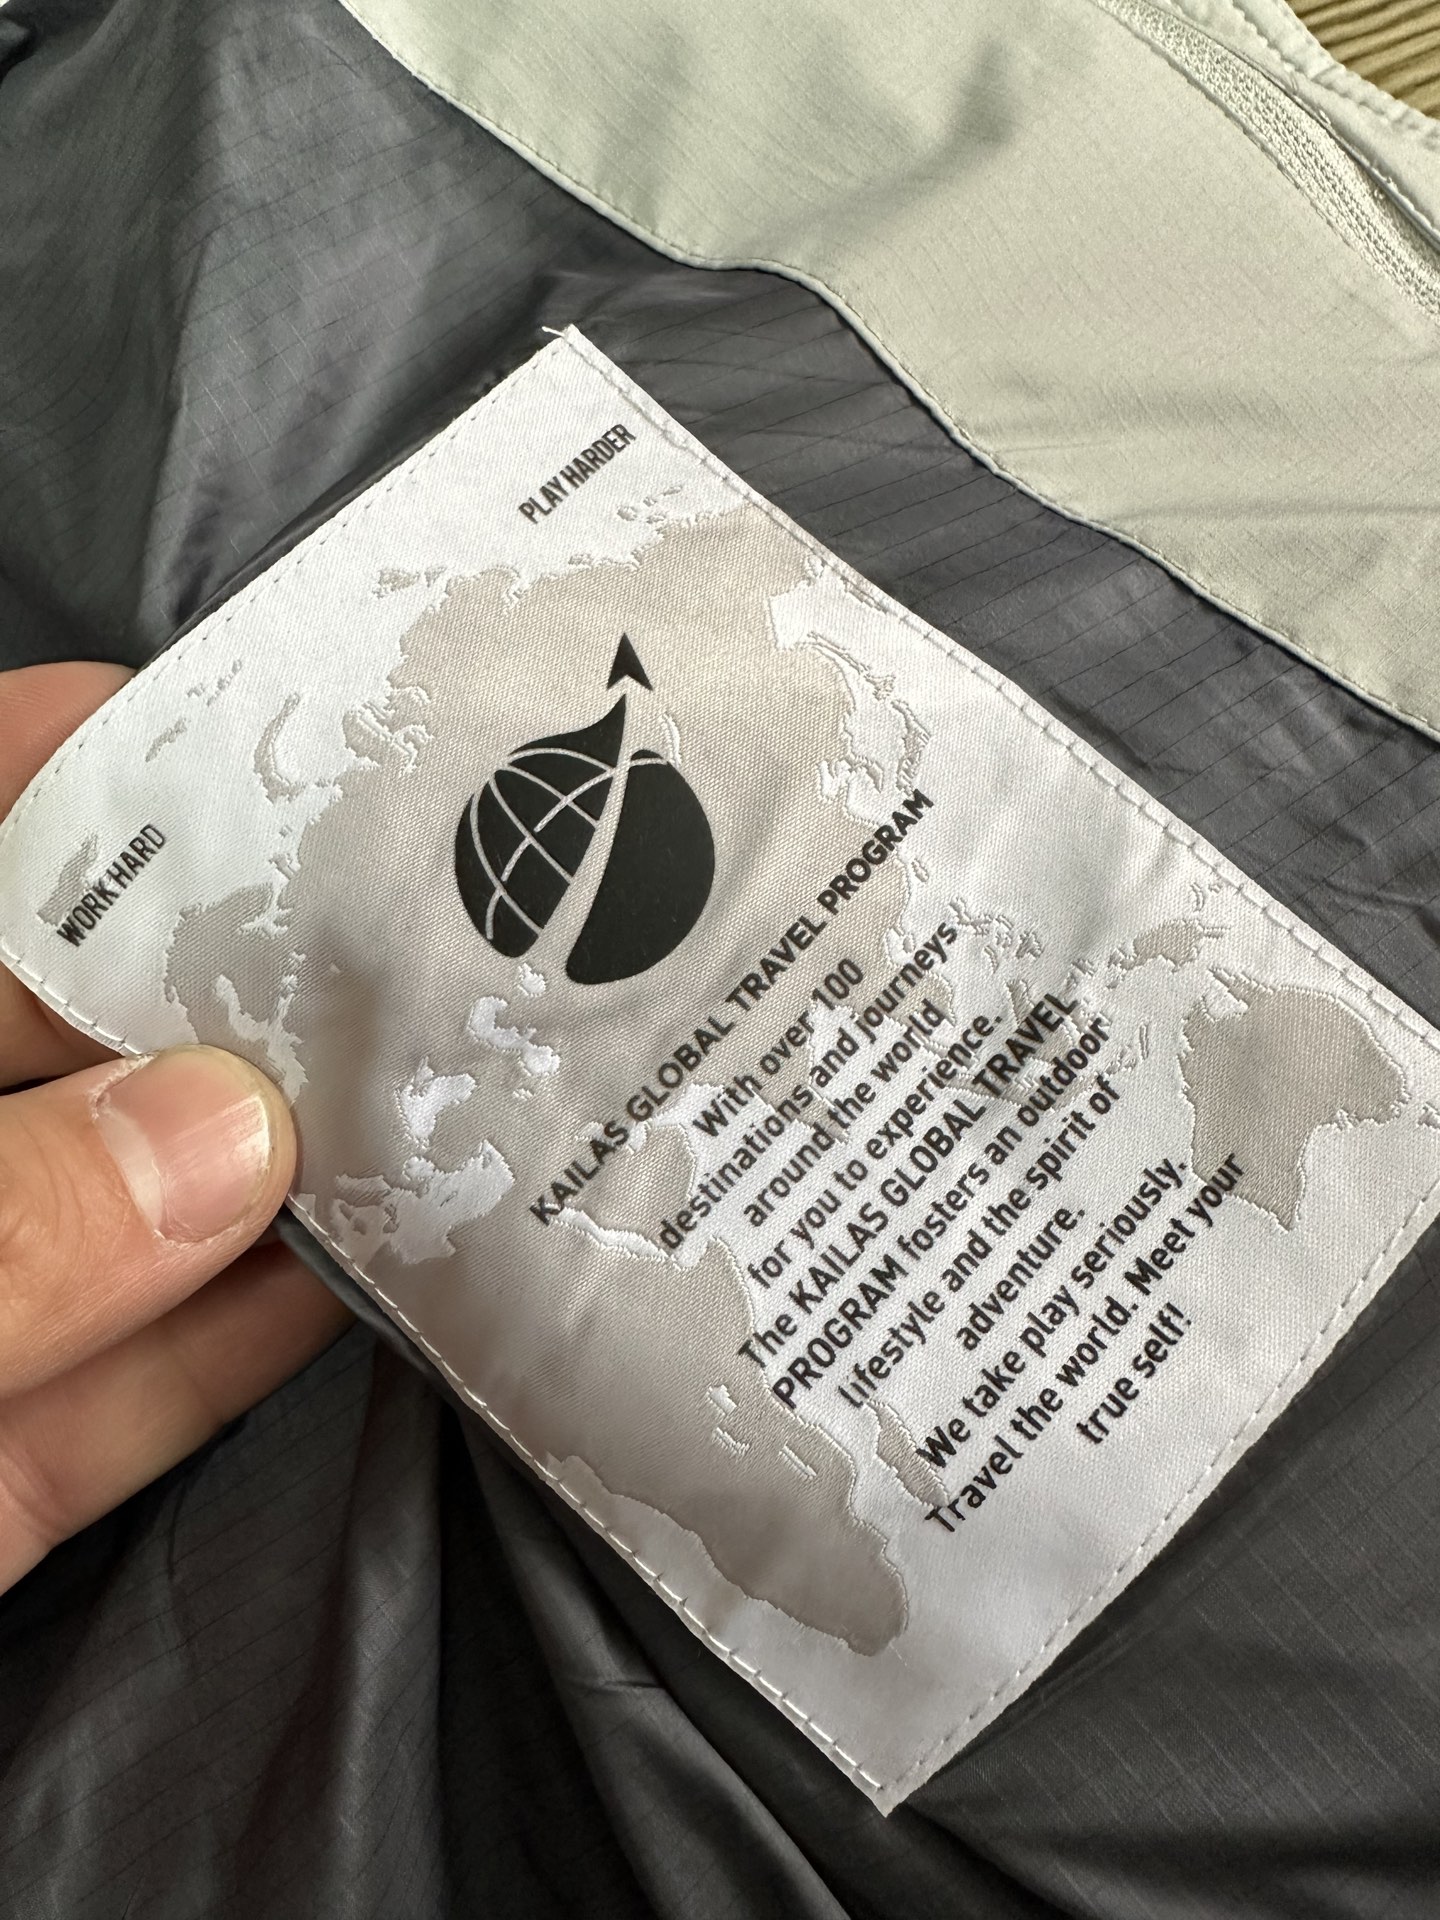 WORK HARD
PLAY HARDER
KAILAS GLOBAL TRAVEL PROGRAM
With over 100
destinations and journeys
around the world
for you to experience.
The KAILAS GLOBAL TRAVEL
PROGRAM fosters an outdoor
lifestyle and the spirit of
adventure.
We take play seriously.
Travel the world. Meet your
true self!